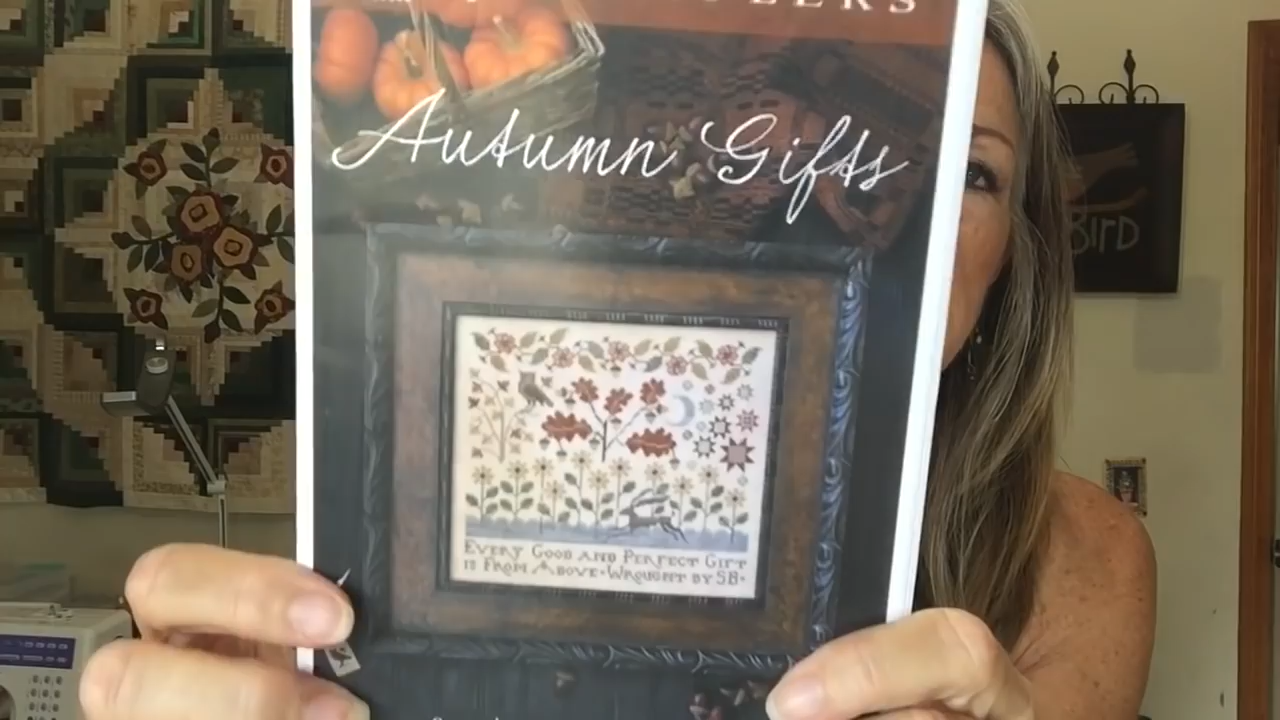 Autumn Gifts
EVERY GOOD AND PERFECT GIFT
IS FROM ABOVE • WROUGHT BY SB •
BIRD